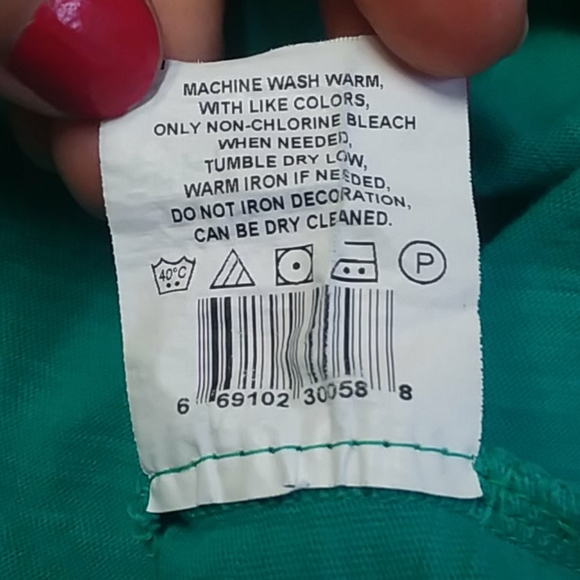 MACHINE WASH WARM,
WITH LIKE COLORS,
ONLY NON-CHLORINE BLEACH
WHEN NEEDED,
TUMBLE DRY LOW,
WARM IRON IF NEEDED,
DO NOT IRON DECORATION,
CAN BE DRY CLEANED.
40°C P
6 69102 30058 8